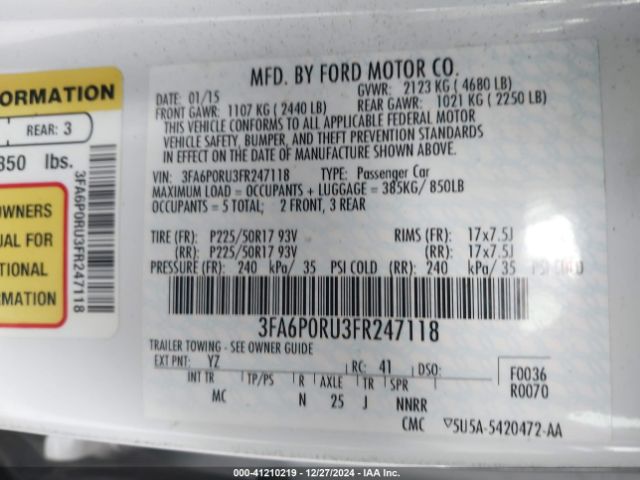 ORMATION
REAR: 3
350 lbs.
OWNERS
UAL FOR
TIONAL
RMATION
3FA6P0RU3FR247118
MFD. BY FORD MOTOR CO.
DATE: 01/15 GVWR: 2123 KG ( 4680 LB)
FRONT GAWR: 1107 KG ( 2440 LB) REAR GAWR: 1021 KG ( 2250 LB)
THIS VEHICLE CONFORMS TO ALL APPLICABLE FEDERAL MOTOR
VEHICLE SAFETY, BUMPER, AND THEFT PREVENTION STANDARDS
IN EFFECT ON THE DATE OF MANUFACTURE SHOWN ABOVE.
VIN: 3FA6P0RU3FR247118 TYPE: Passenger Car
MAXIMUM LOAD = OCCUPANTS + LUGGAGE = 385KG/ 850LB
OCCUPANTS = 5 TOTAL; 2 FRONT, 3 REAR
TIRE (FR): P225/50R17 93V RIMS (FR): 17x7.5J
(RR): P225/50R17 93V (RR): 17x7.5J
PRESSURE (FR): 240 kPa/ 35 PSI COLD (RR): 240 kPa/ 35 PSI COLD
3FA6P0RU3FR247118
TRAILER TOWING - SEE OWNER GUIDE
EXT PNT: YZ RC: 41 DSO: F0036
INT TR TP/PS R AXLE TR SPR R0070
MC N 25 J NNRR
CMC ▽5U5A-5420472-AA
000-41210219 - 12/27/2024 - IAA Inc.